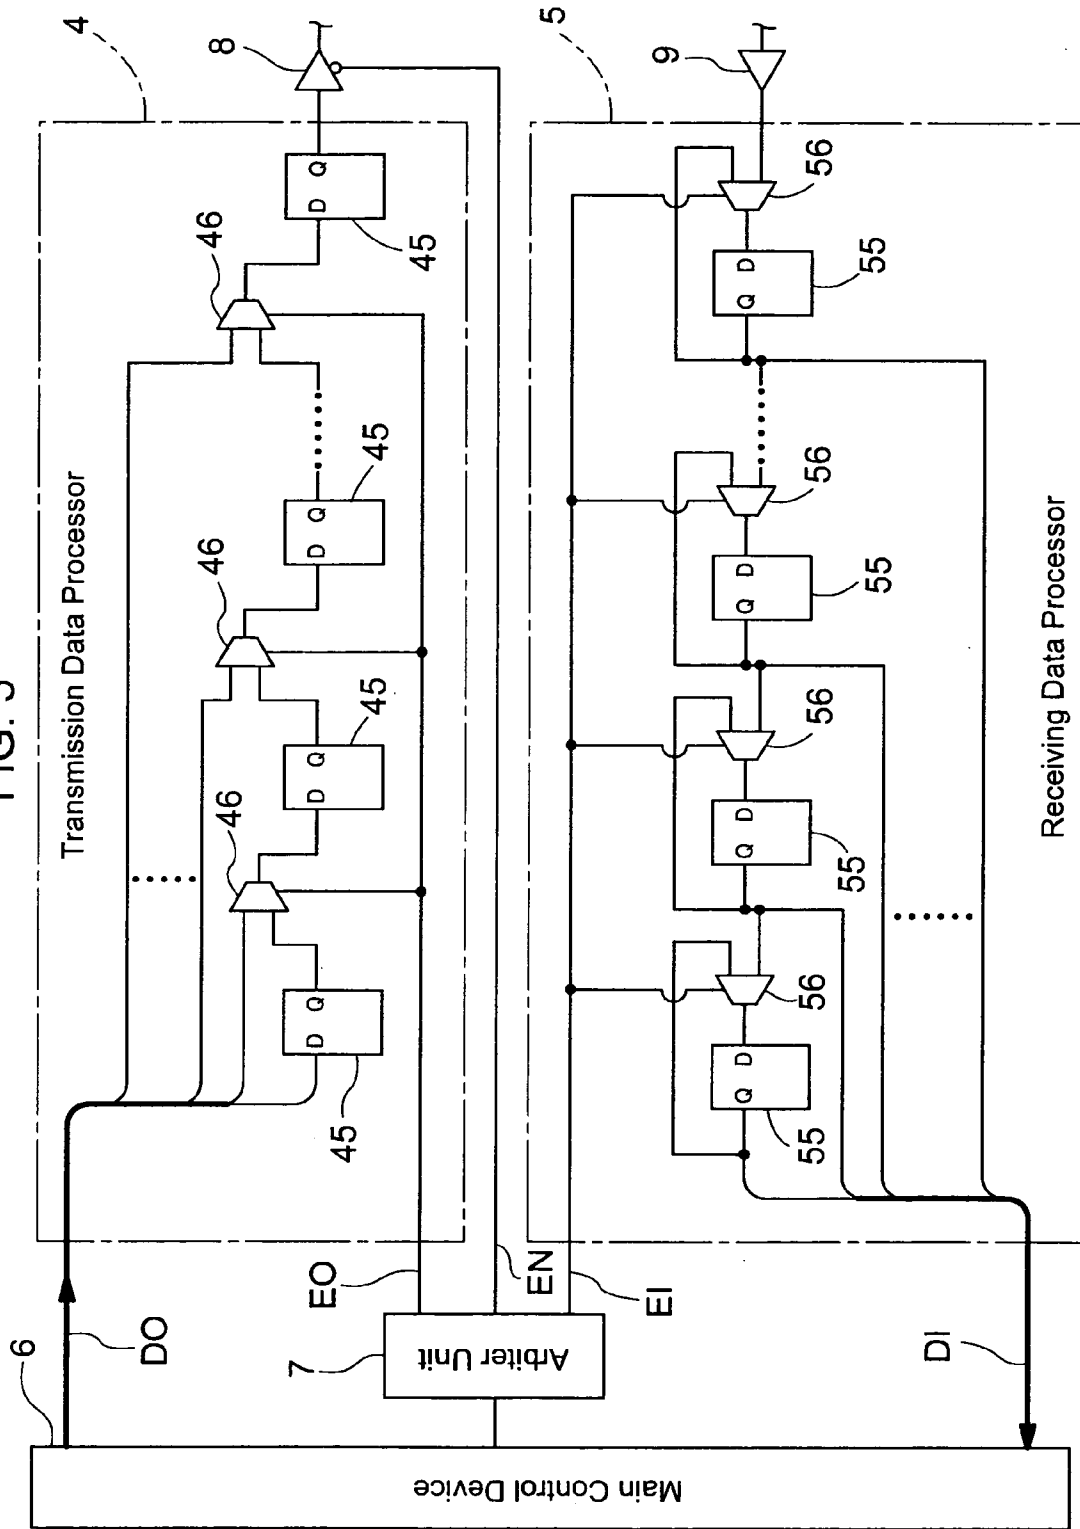 FIG.
6
DO
Transmission Data Processor
4
46
46
46
8
D Q
D Q
D Q
D Q
45
45
45
45
EO
7
Arbiter Unit
EN
EI
Main Control Device
5
9
Q D
Q D
Q D
Q D
56
56
56
56
55
55
55
55
DI
Receiving Data Processor